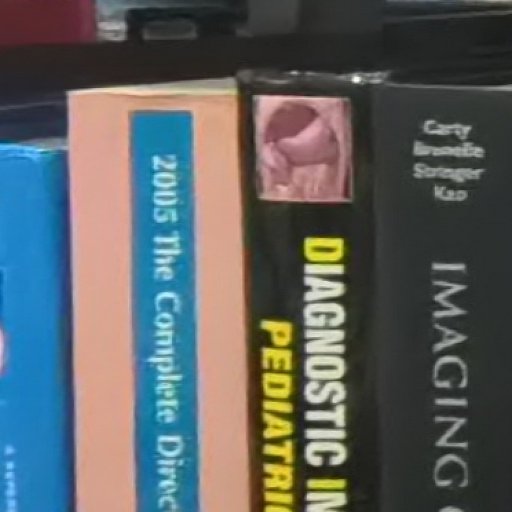 2005 The Complete Direc
DIAGNOSTIC IN
PEDIATRIC
Carty
Brunelle
Stringer
Kao
IMAGING